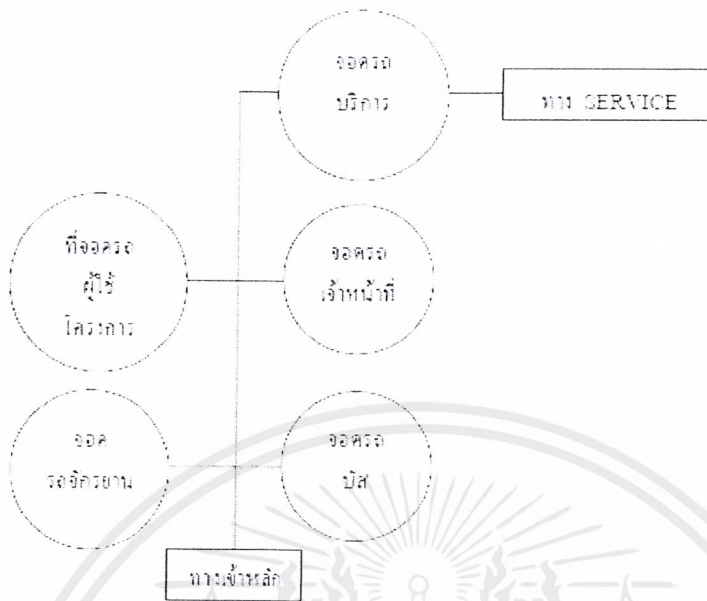 จอดรถ
บริการ
ทาง SERVICE
ที่จอดรถ
ผู้ใช้
โครงการ
จอดรถ
เจ้าหน้าที่
จอด
รถจักรยาน
จอดรถ
บัส
ทางเข้าหลัก